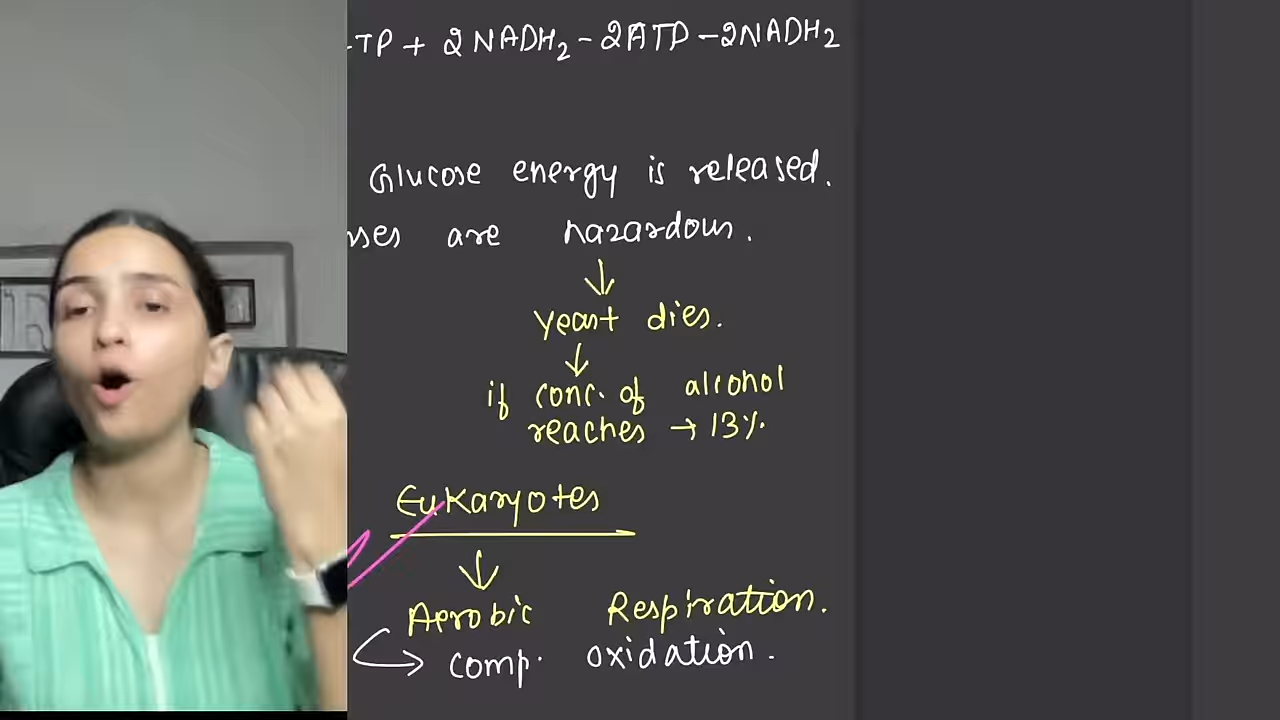 -TP + 2NADH₂ - 2ATP - 2NADH₂
Glucose energy is released.
ses are hazardous.
↓
Yeast dies.
↓
if conc. of alcohol
reaches → 13%.
Eukaryotes
↓
Aerobic Respiration.
→ comp. oxidation.